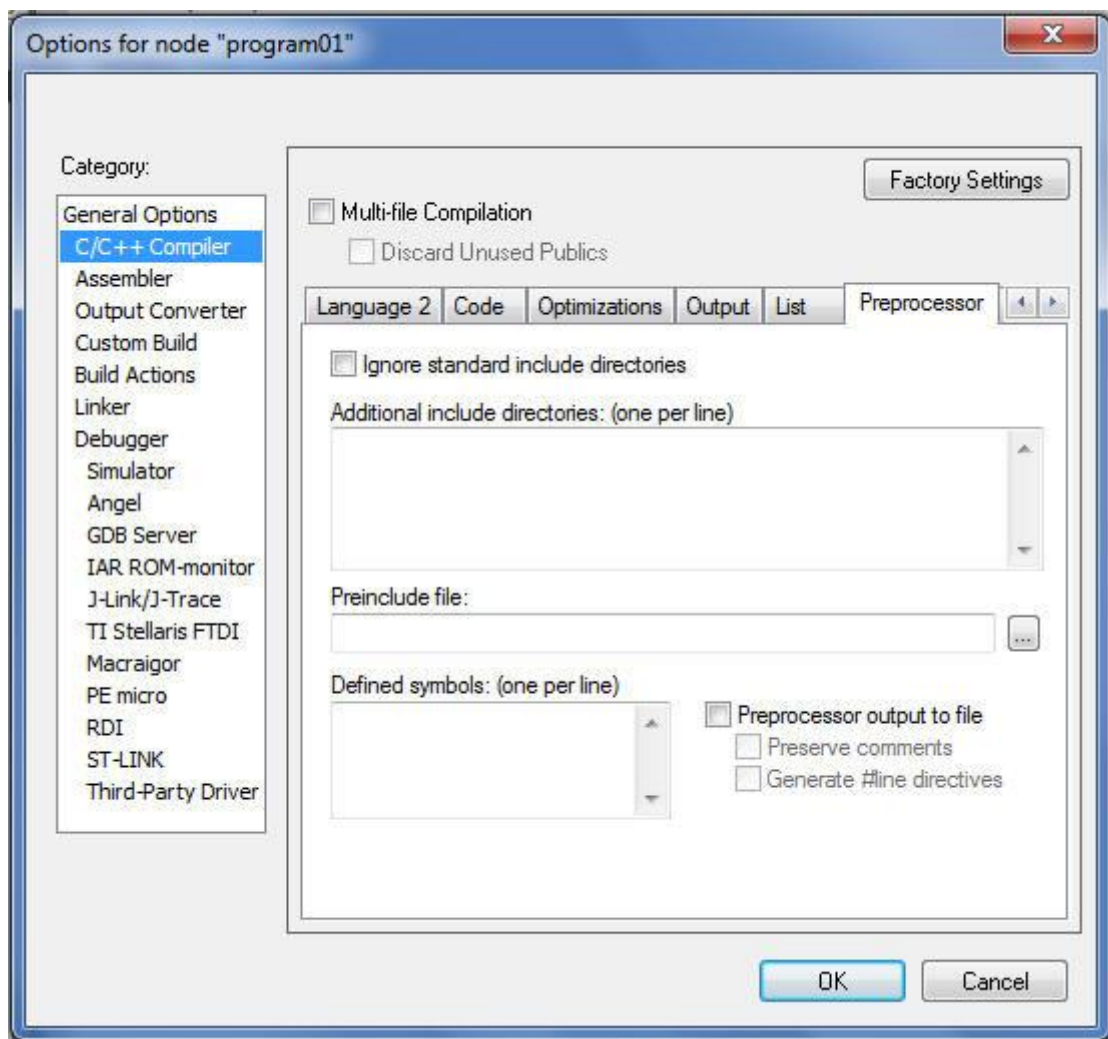 Options for node "program01"
Category:
General Options
C/C++ Compiler
Assembler
Output Converter
Custom Build
Build Actions
Linker
Debugger
Simulator
Angel
GDB Server
IAR ROM-monitor
J-Link/J-Trace
TI Stellaris FTDI
Macraigor
PE micro
RDI
ST-LINK
Third-Party Driver
Factory Settings
Multi-file Compilation
Discard Unused Publics
Language 2 Code Optimizations Output List Preprocessor
Ignore standard include directories
Additional include directories: (one per line)
Preinclude file:
...
Defined symbols: (one per line)
Preprocessor output to file
Preserve comments
Generate #line directives
OK Cancel